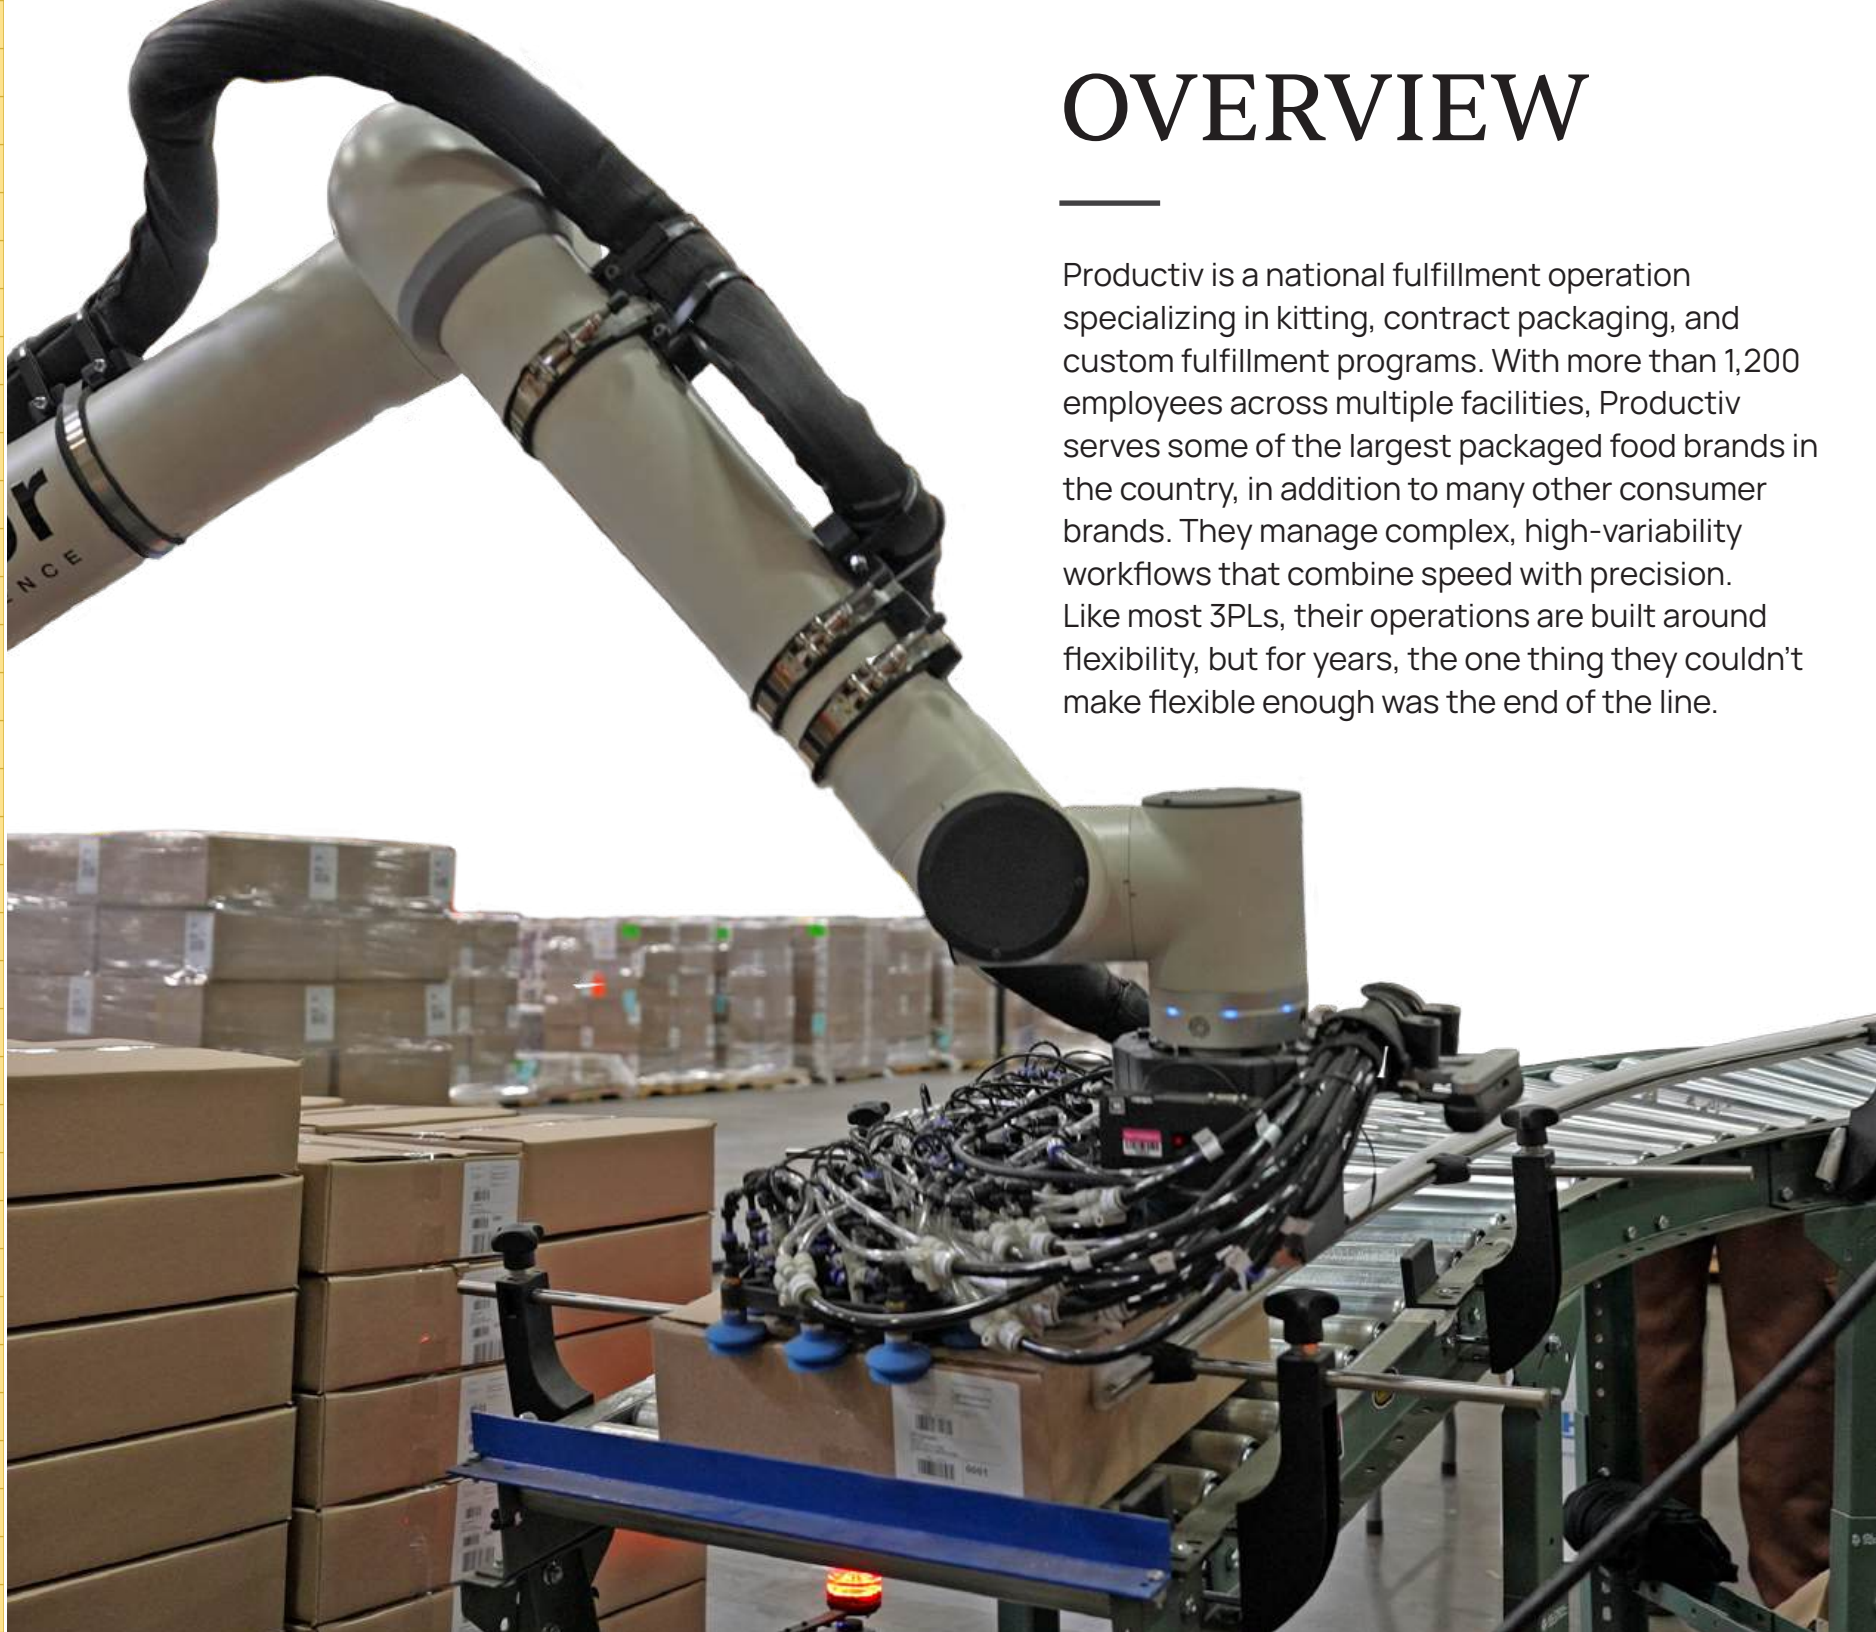 OVERVIEW
Productiv is a national fulfillment operation
specializing in kitting, contract packaging, and
custom fulfillment programs. With more than 1,200
employees across multiple facilities, Productiv
serves some of the largest packaged food brands in
the country, in addition to many other consumer
brands. They manage complex, high-variability
workflows that combine speed with precision.
Like most 3PLs, their operations are built around
flexibility, but for years, the one thing they couldn’t
make flexible enough was the end of the line.
r
NCE
0001